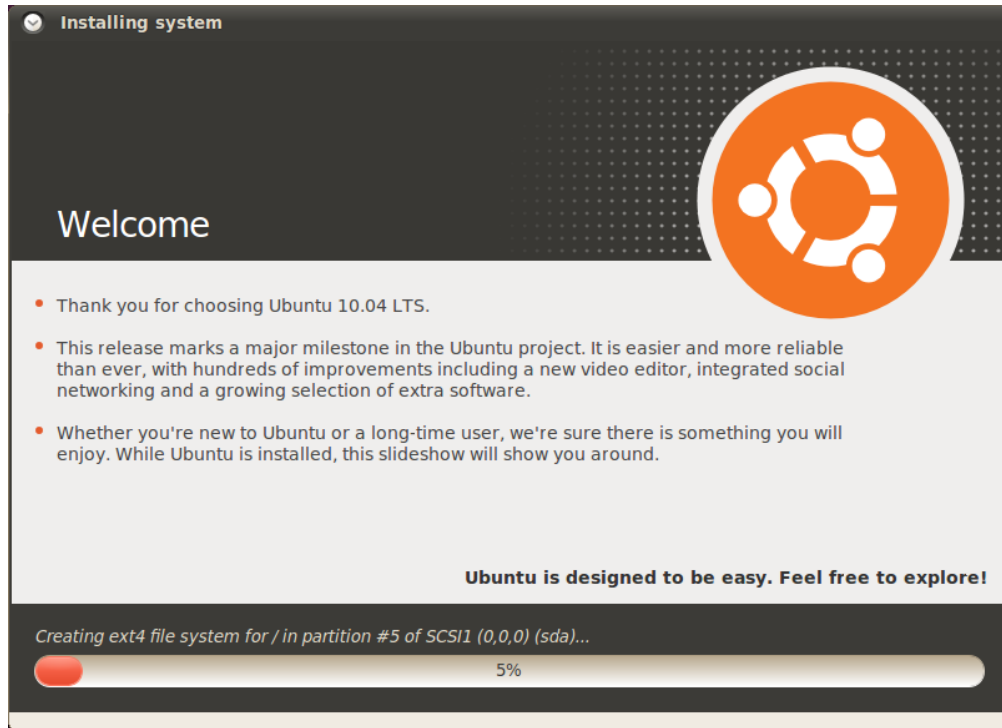 Installing system
Welcome
Thank you for choosing Ubuntu 10.04 LTS.
This release marks a major milestone in the Ubuntu project. It is easier and more reliable
than ever, with hundreds of improvements including a new video editor, integrated social
networking and a growing selection of extra software.
Whether you're new to Ubuntu or a long-time user, we're sure there is something you will
enjoy. While Ubuntu is installed, this slideshow will show you around.
Ubuntu is designed to be easy. Feel free to explore!
Creating ext4 file system for / in partition #5 of SCSI1 (0,0,0) (sda)...
5%